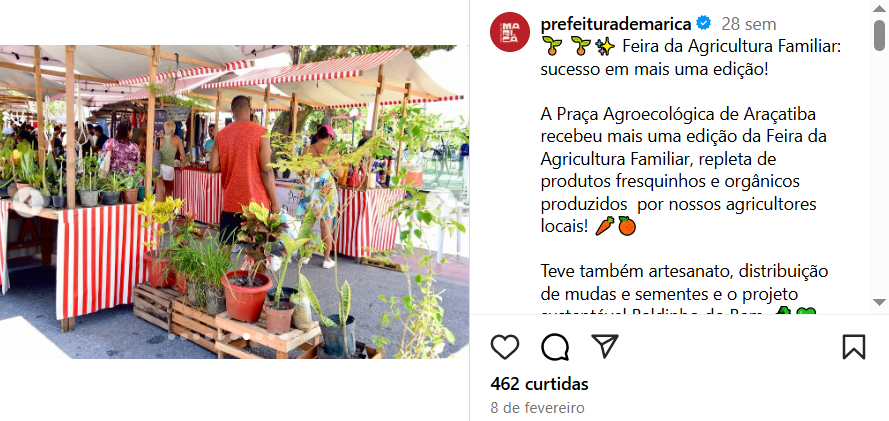 MA
RI
CÁ
prefeiturademarica 28 sem
🌱 🌱✨ Feira da Agricultura Familiar:
sucesso em mais uma edição!
A Praça Agroecológica de Araçatiba
recebeu mais uma edição da Feira da
Agricultura Familiar, repleta de
produtos fresquinhos e orgânicos
produzidos  por nossos agricultores
locais! 🥕🍊
Teve também artesanato, distribuição
de mudas e sementes e o projeto
sustentável Baldinho do Bem
462 curtidas
8 de fevereiro